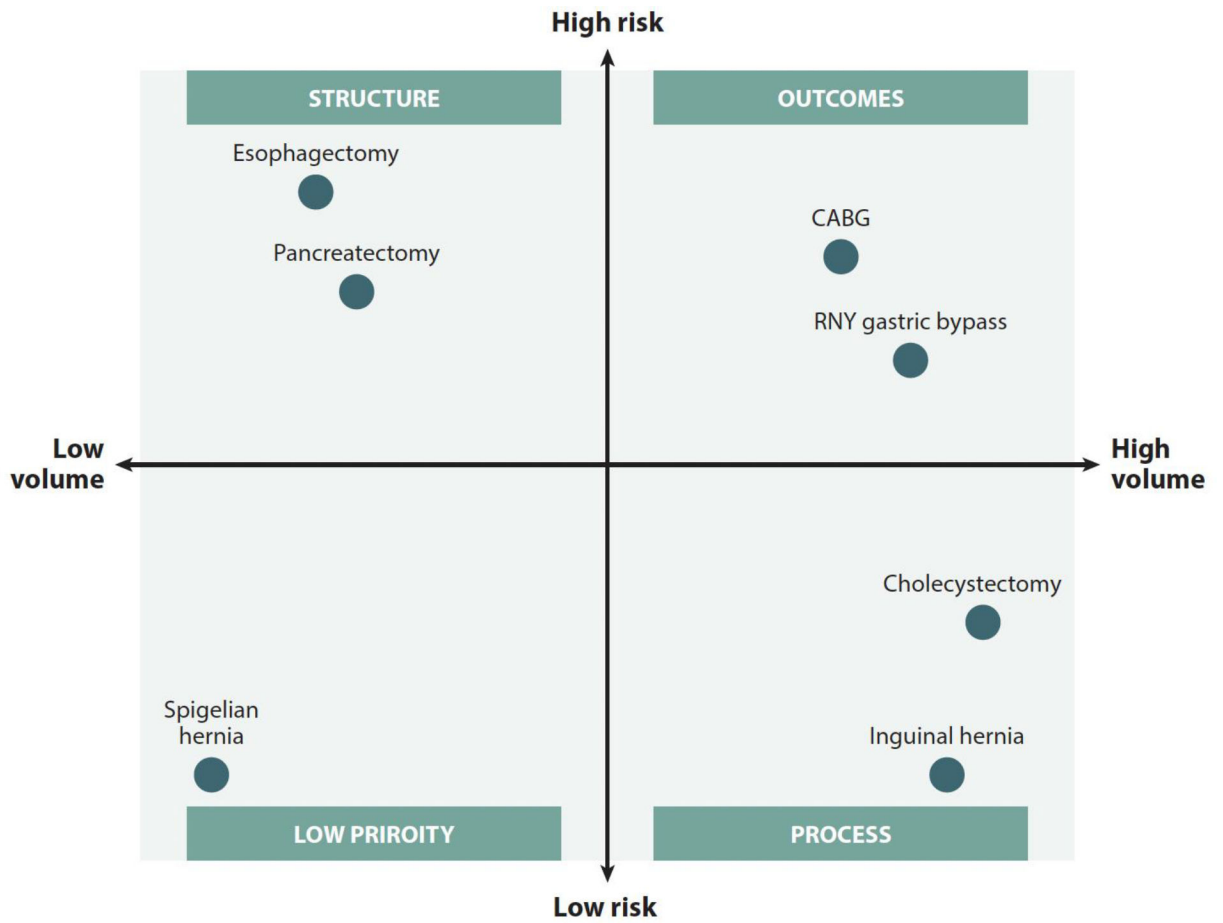 High risk
STRUCTURE
OUTCOMES
Esophagectomy
CABG
Pancreatectomy
RNY gastric bypass
Low
volume
High
volume
Cholecystectomy
Spigelian
hernia
Inguinal hernia
LOW PRIROITY
PROCESS
Low risk